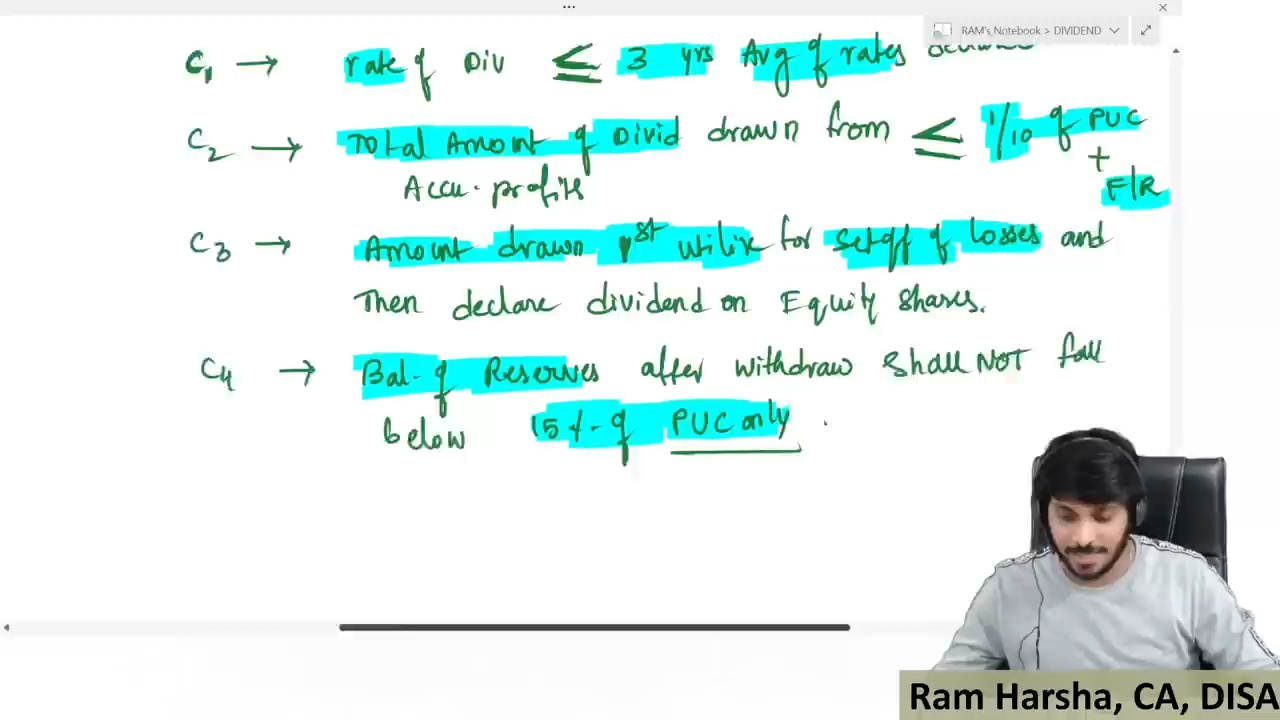 RAM's Notebook > DIVIDEND
C1 → rate of Div ≤ 3 yrs Avg of rates
C2 → Total Amount of Divid drawn from ≤ 1/10 of PUC
Accu. profits + F/R
C3 → Amount drawn 1st utilize for Setoff of losses and
Then declare dividend on Equity Shares.
C4 → Bal. of Reserves after withdraw Shall NOT fall
below 15%. of PUC only
Ram Harsha, CA, DISA